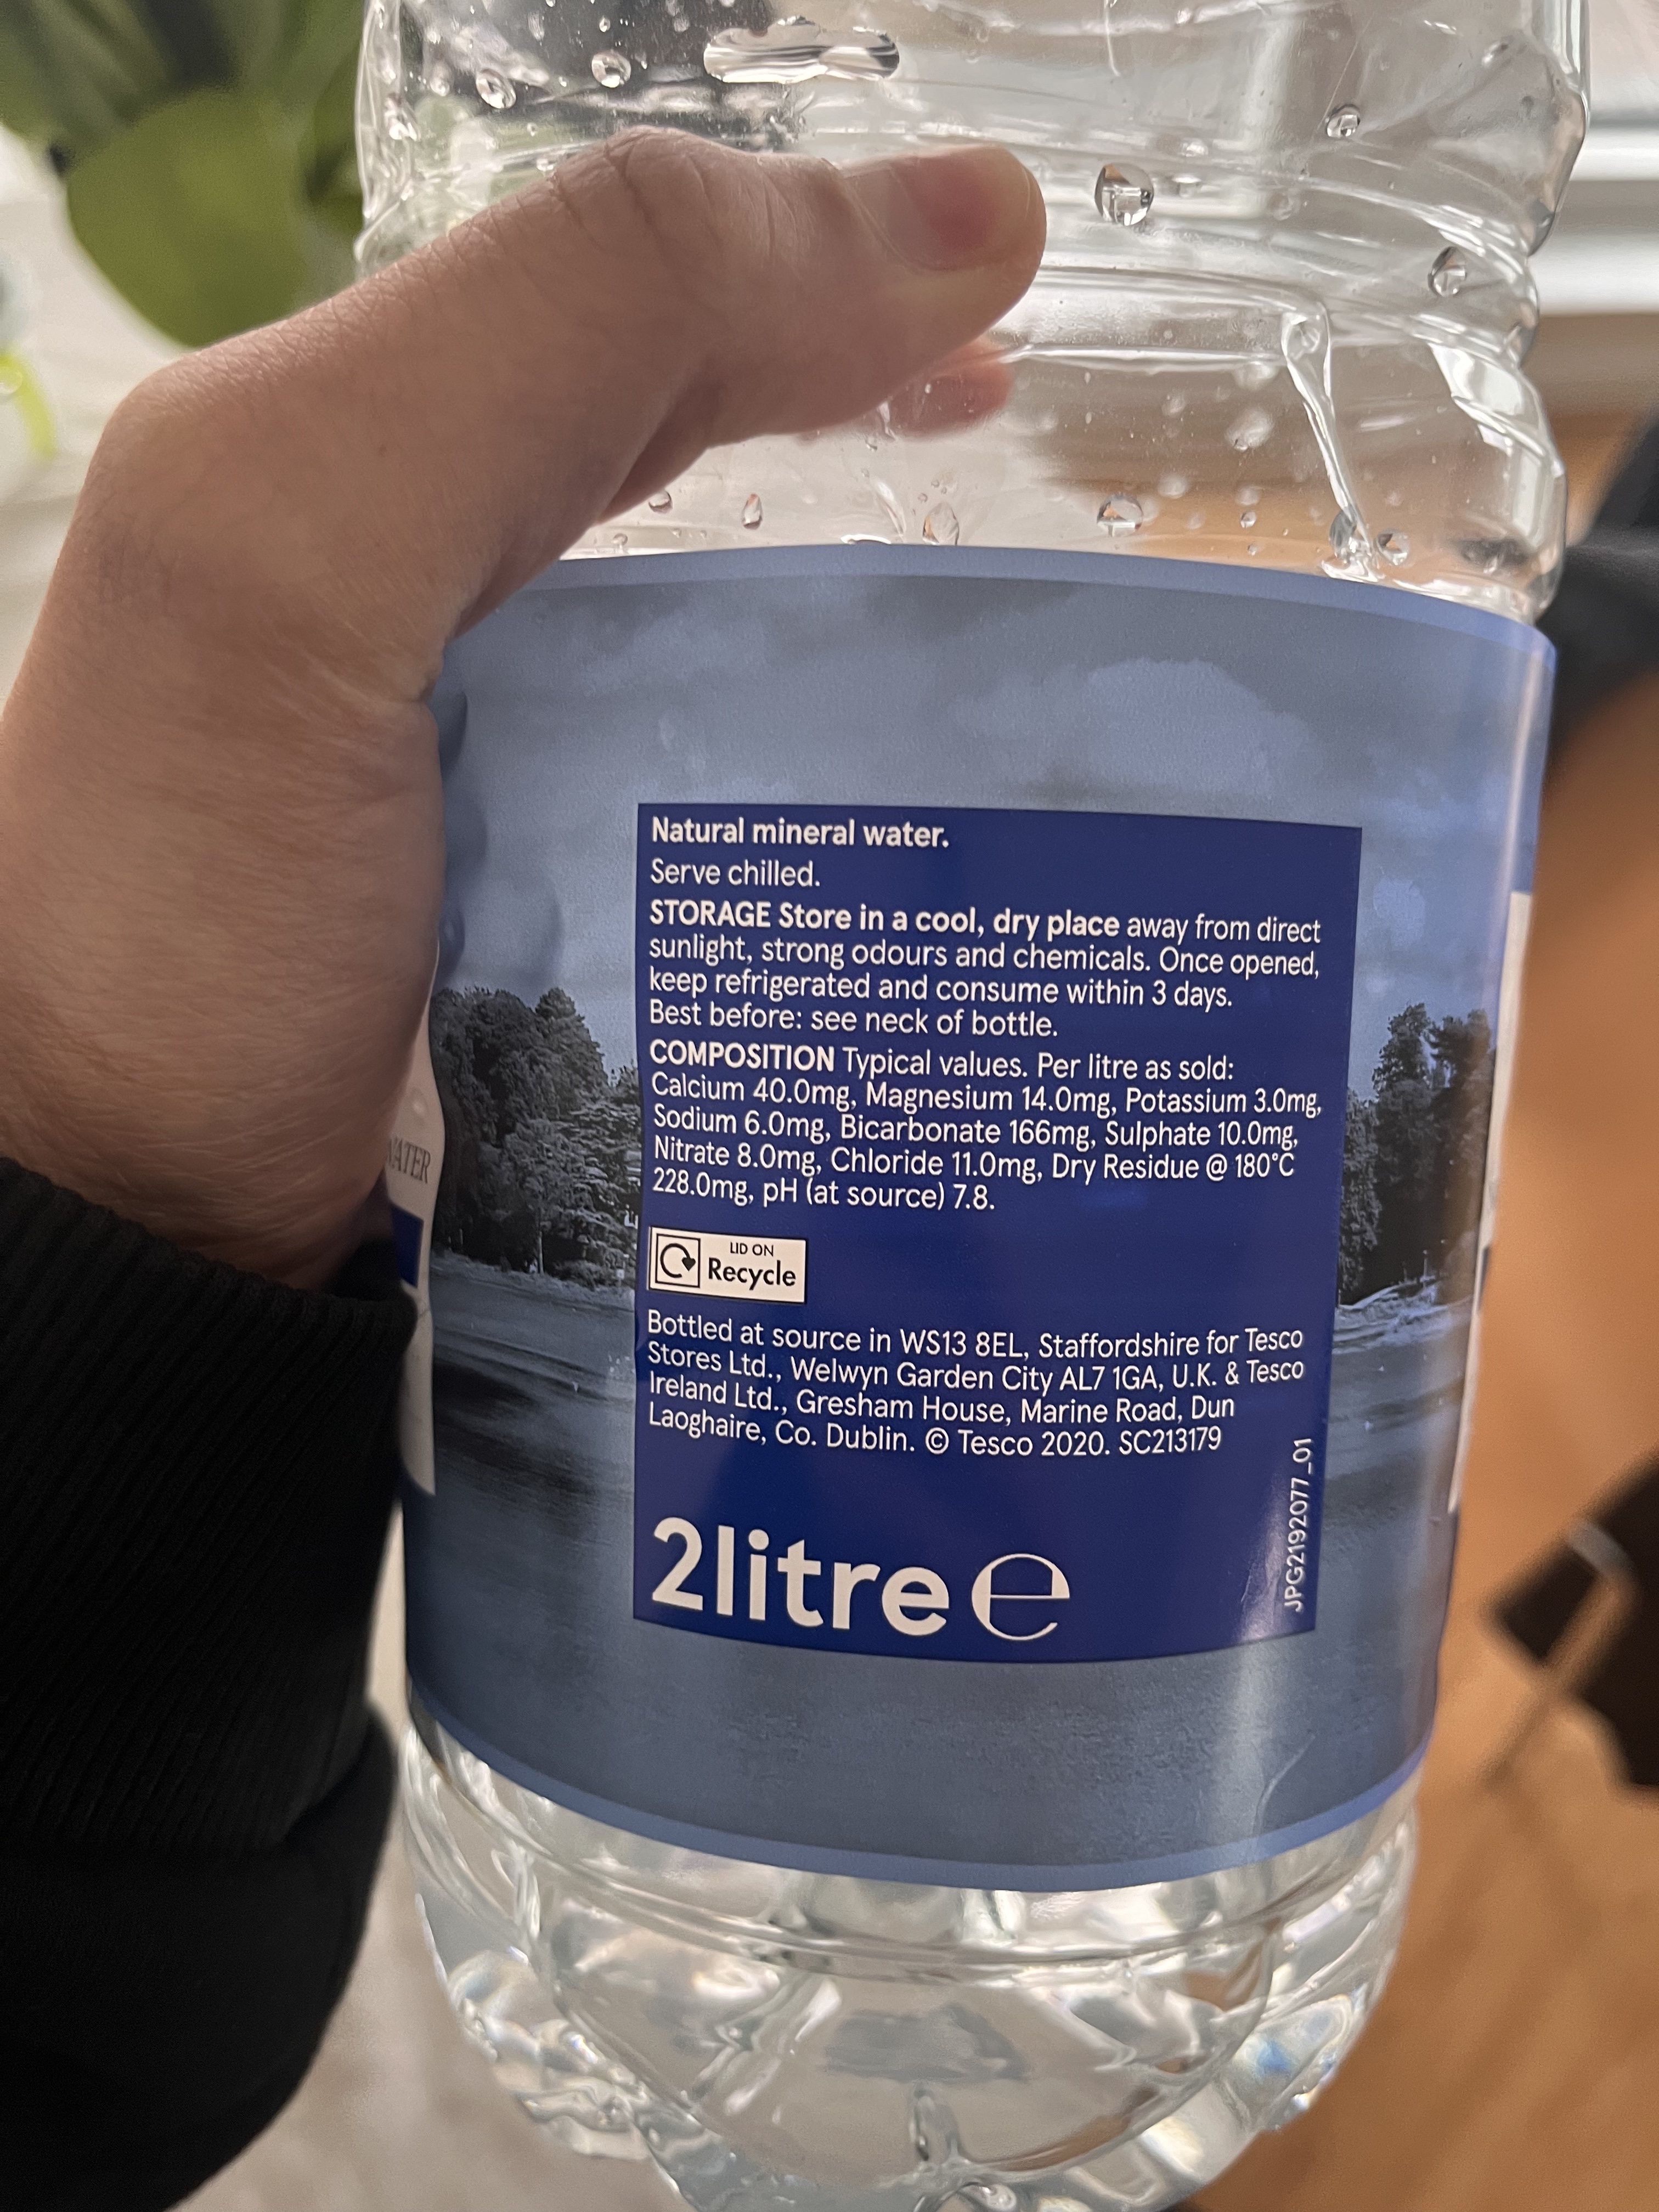 Natural mineral water.
Serve chilled.
STORAGE Store in a cool, dry place away from direct
sunlight, strong odours and chemicals. Once opened,
keep refrigerated and consume within 3 days.
Best before: see neck of bottle.
COMPOSITION Typical values. Per litre as sold:
Calcium 40.0mg, Magnesium 14.0mg, Potassium 3.0mg,
Sodium 6.0mg, Bicarbonate 166mg, Sulphate 10.0mg,
Nitrate 8.0mg, Chloride 11.0mg, Dry Residue @ 180°C
228.0mg, pH (at source) 7.8.
LID ON
Recycle
Bottled at source in WS13 8EL, Staffordshire for Tesco
Stores Ltd., Welwyn Garden City AL7 1GA, U.K. & Tesco
Ireland Ltd., Gresham House, Marine Road, Dun
Laoghaire, Co. Dublin. © Tesco 2020. SC213179
JPG2192077_01
2litre ℮